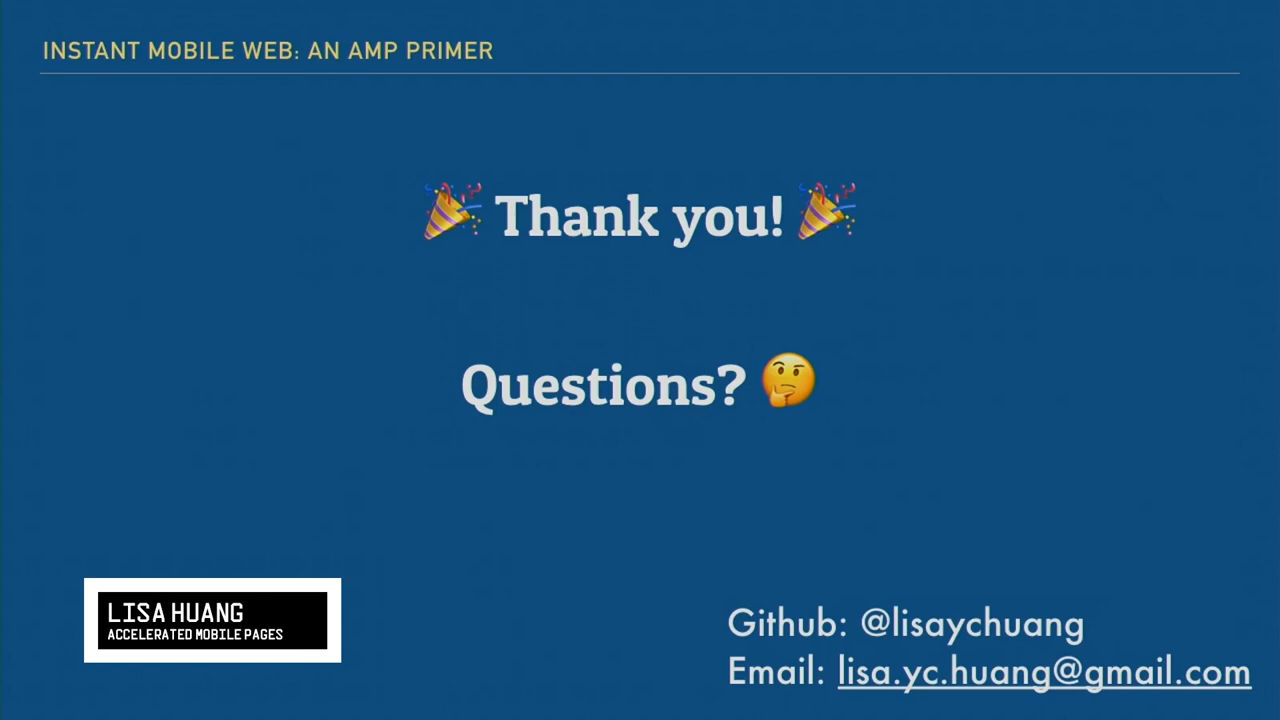 INSTANT MOBILE WEB: AN AMP PRIMER
🎉 Thank you! 🎉
Questions? 🤔
LISA HUANG
ACCELERATED MOBILE PAGES
Github: @lisaychuang
Email: lisa.yc.huang@gmail.com